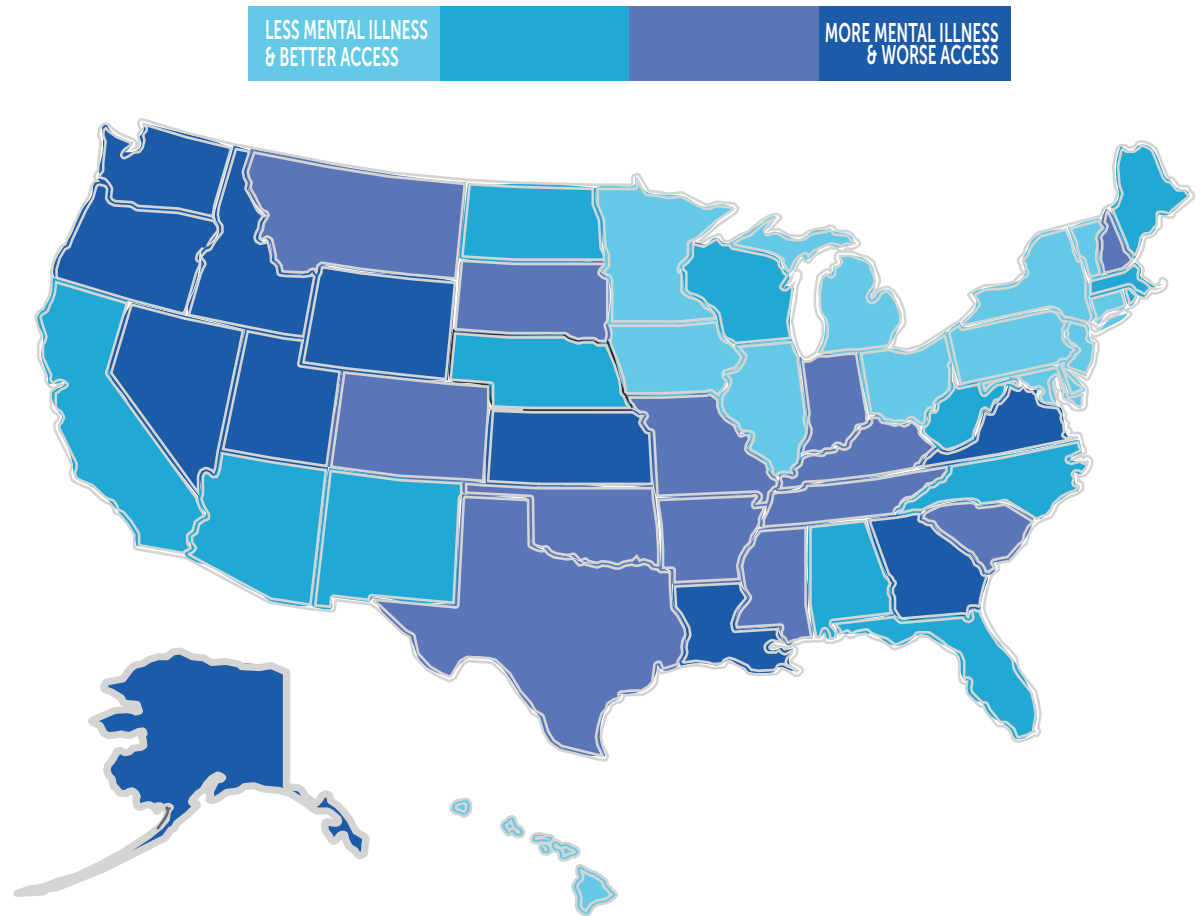 LESS MENTAL ILLNESS
& BETTER ACCESS
MORE MENTAL ILLNESS
& WORSE ACCESS